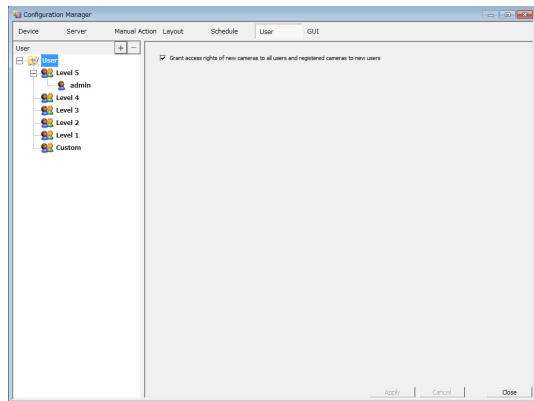 Configuration Manager
Device Server Manual Action Layout Schedule User GUI
User + -
Grant access rights of new cameras to all users and registered cameras to new users
User
Level 5
admin
Level 4
Level 3
Level 2
Level 1
Custom
Apply Cancel Close